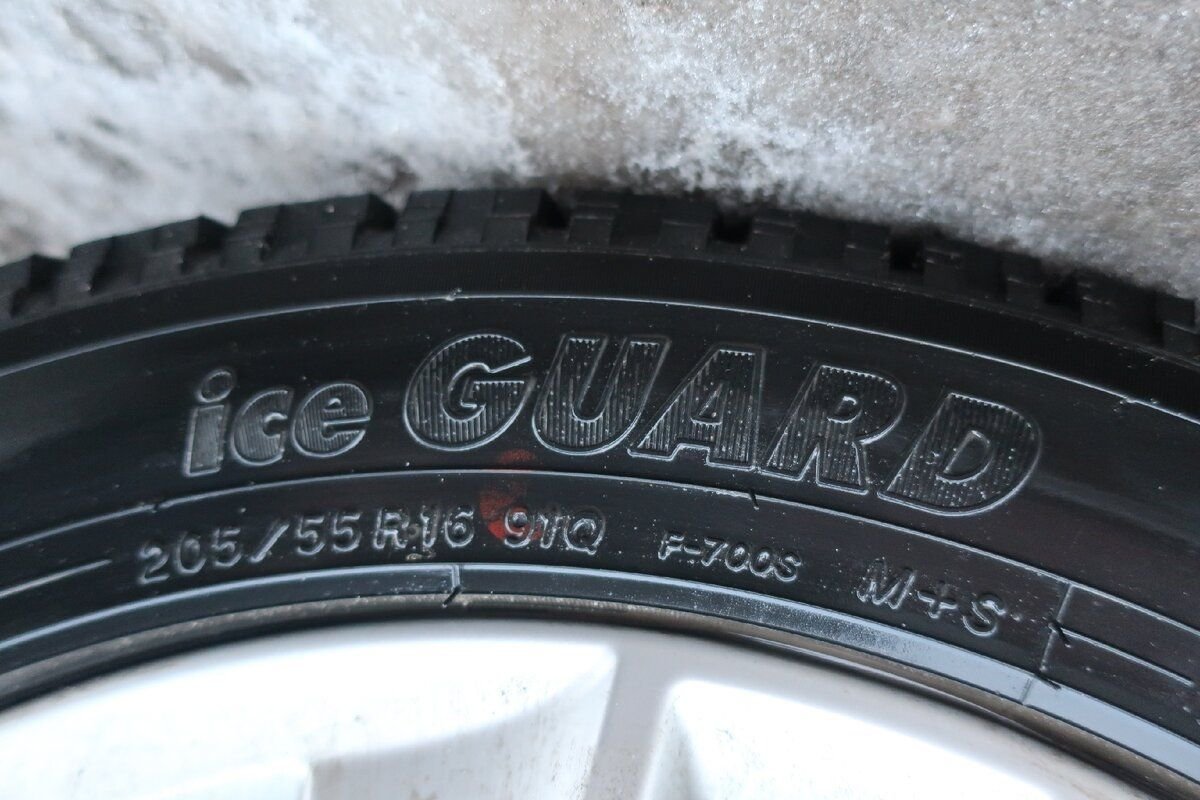 ice GUARD
205/55R16 91Q F-700S M+S